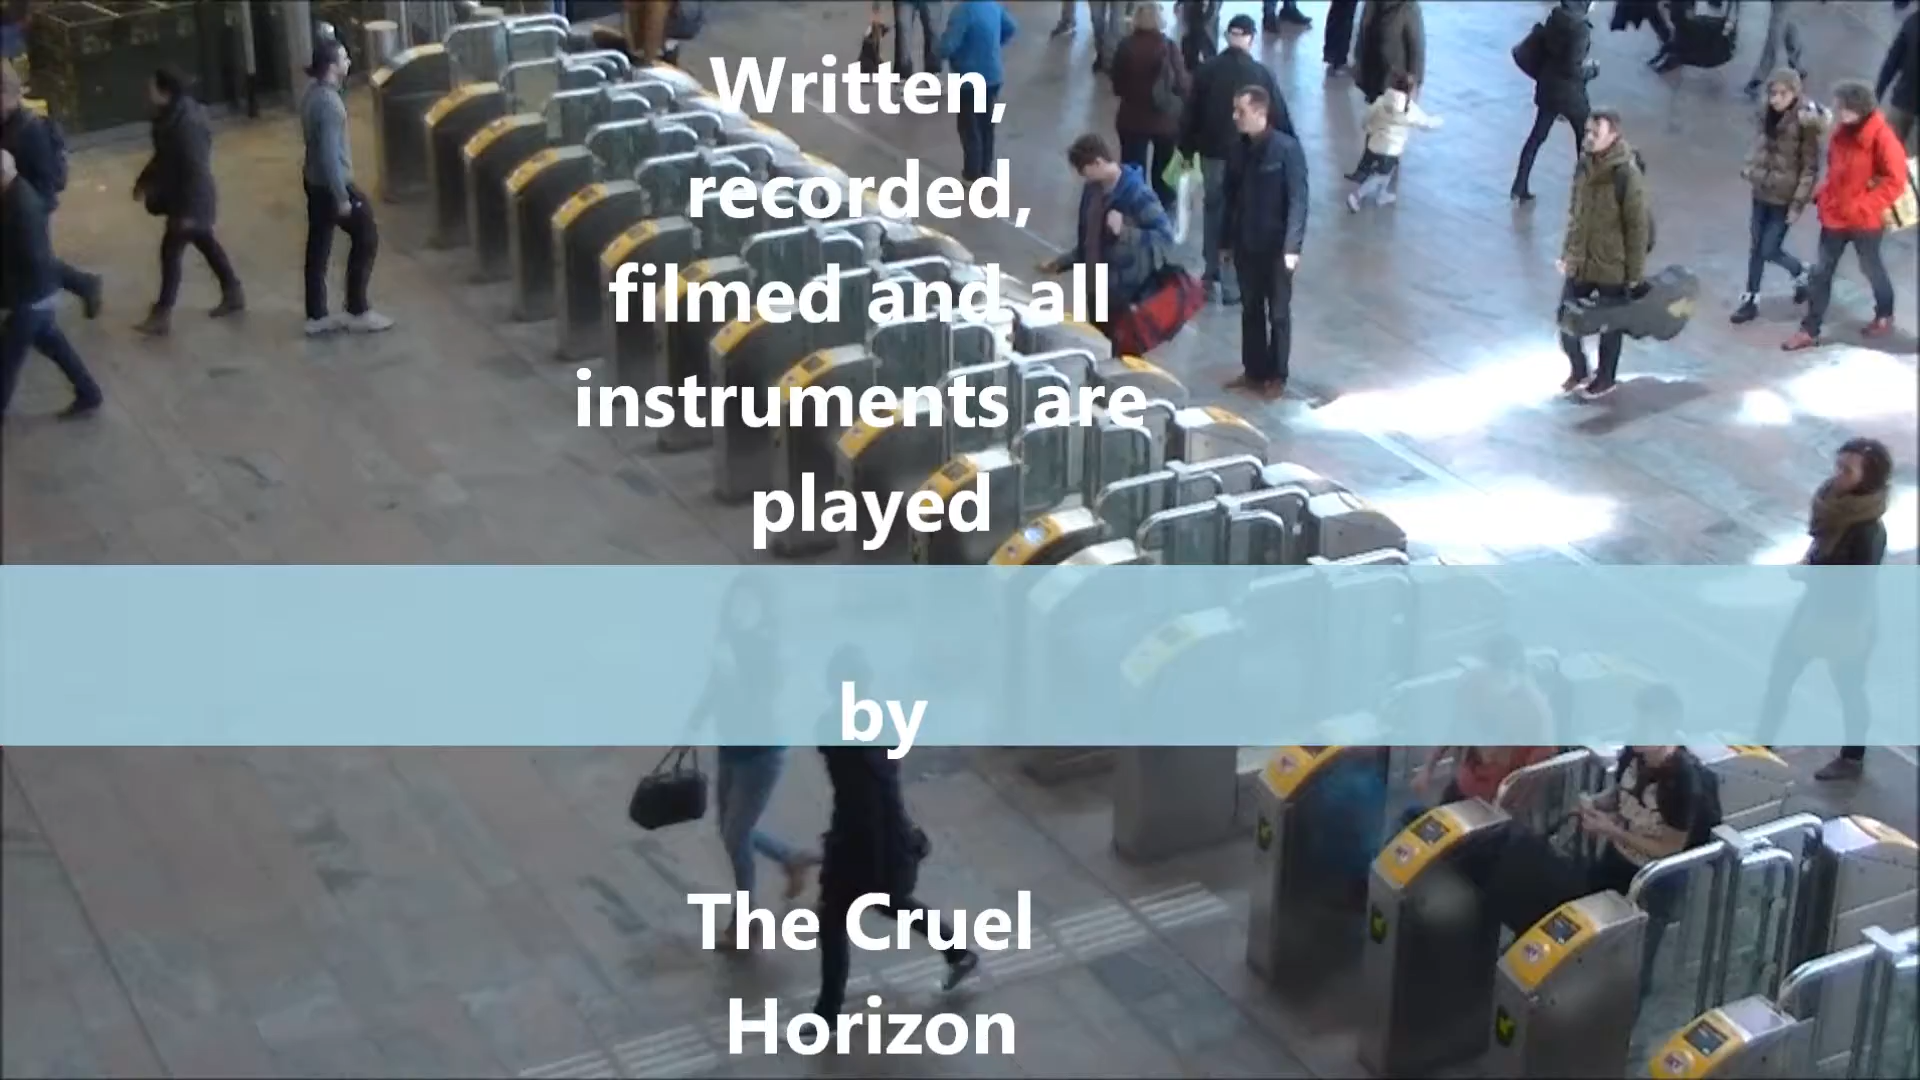 Written,
recorded,
filmed and all
instruments are
played
by
The Cruel
Horizon